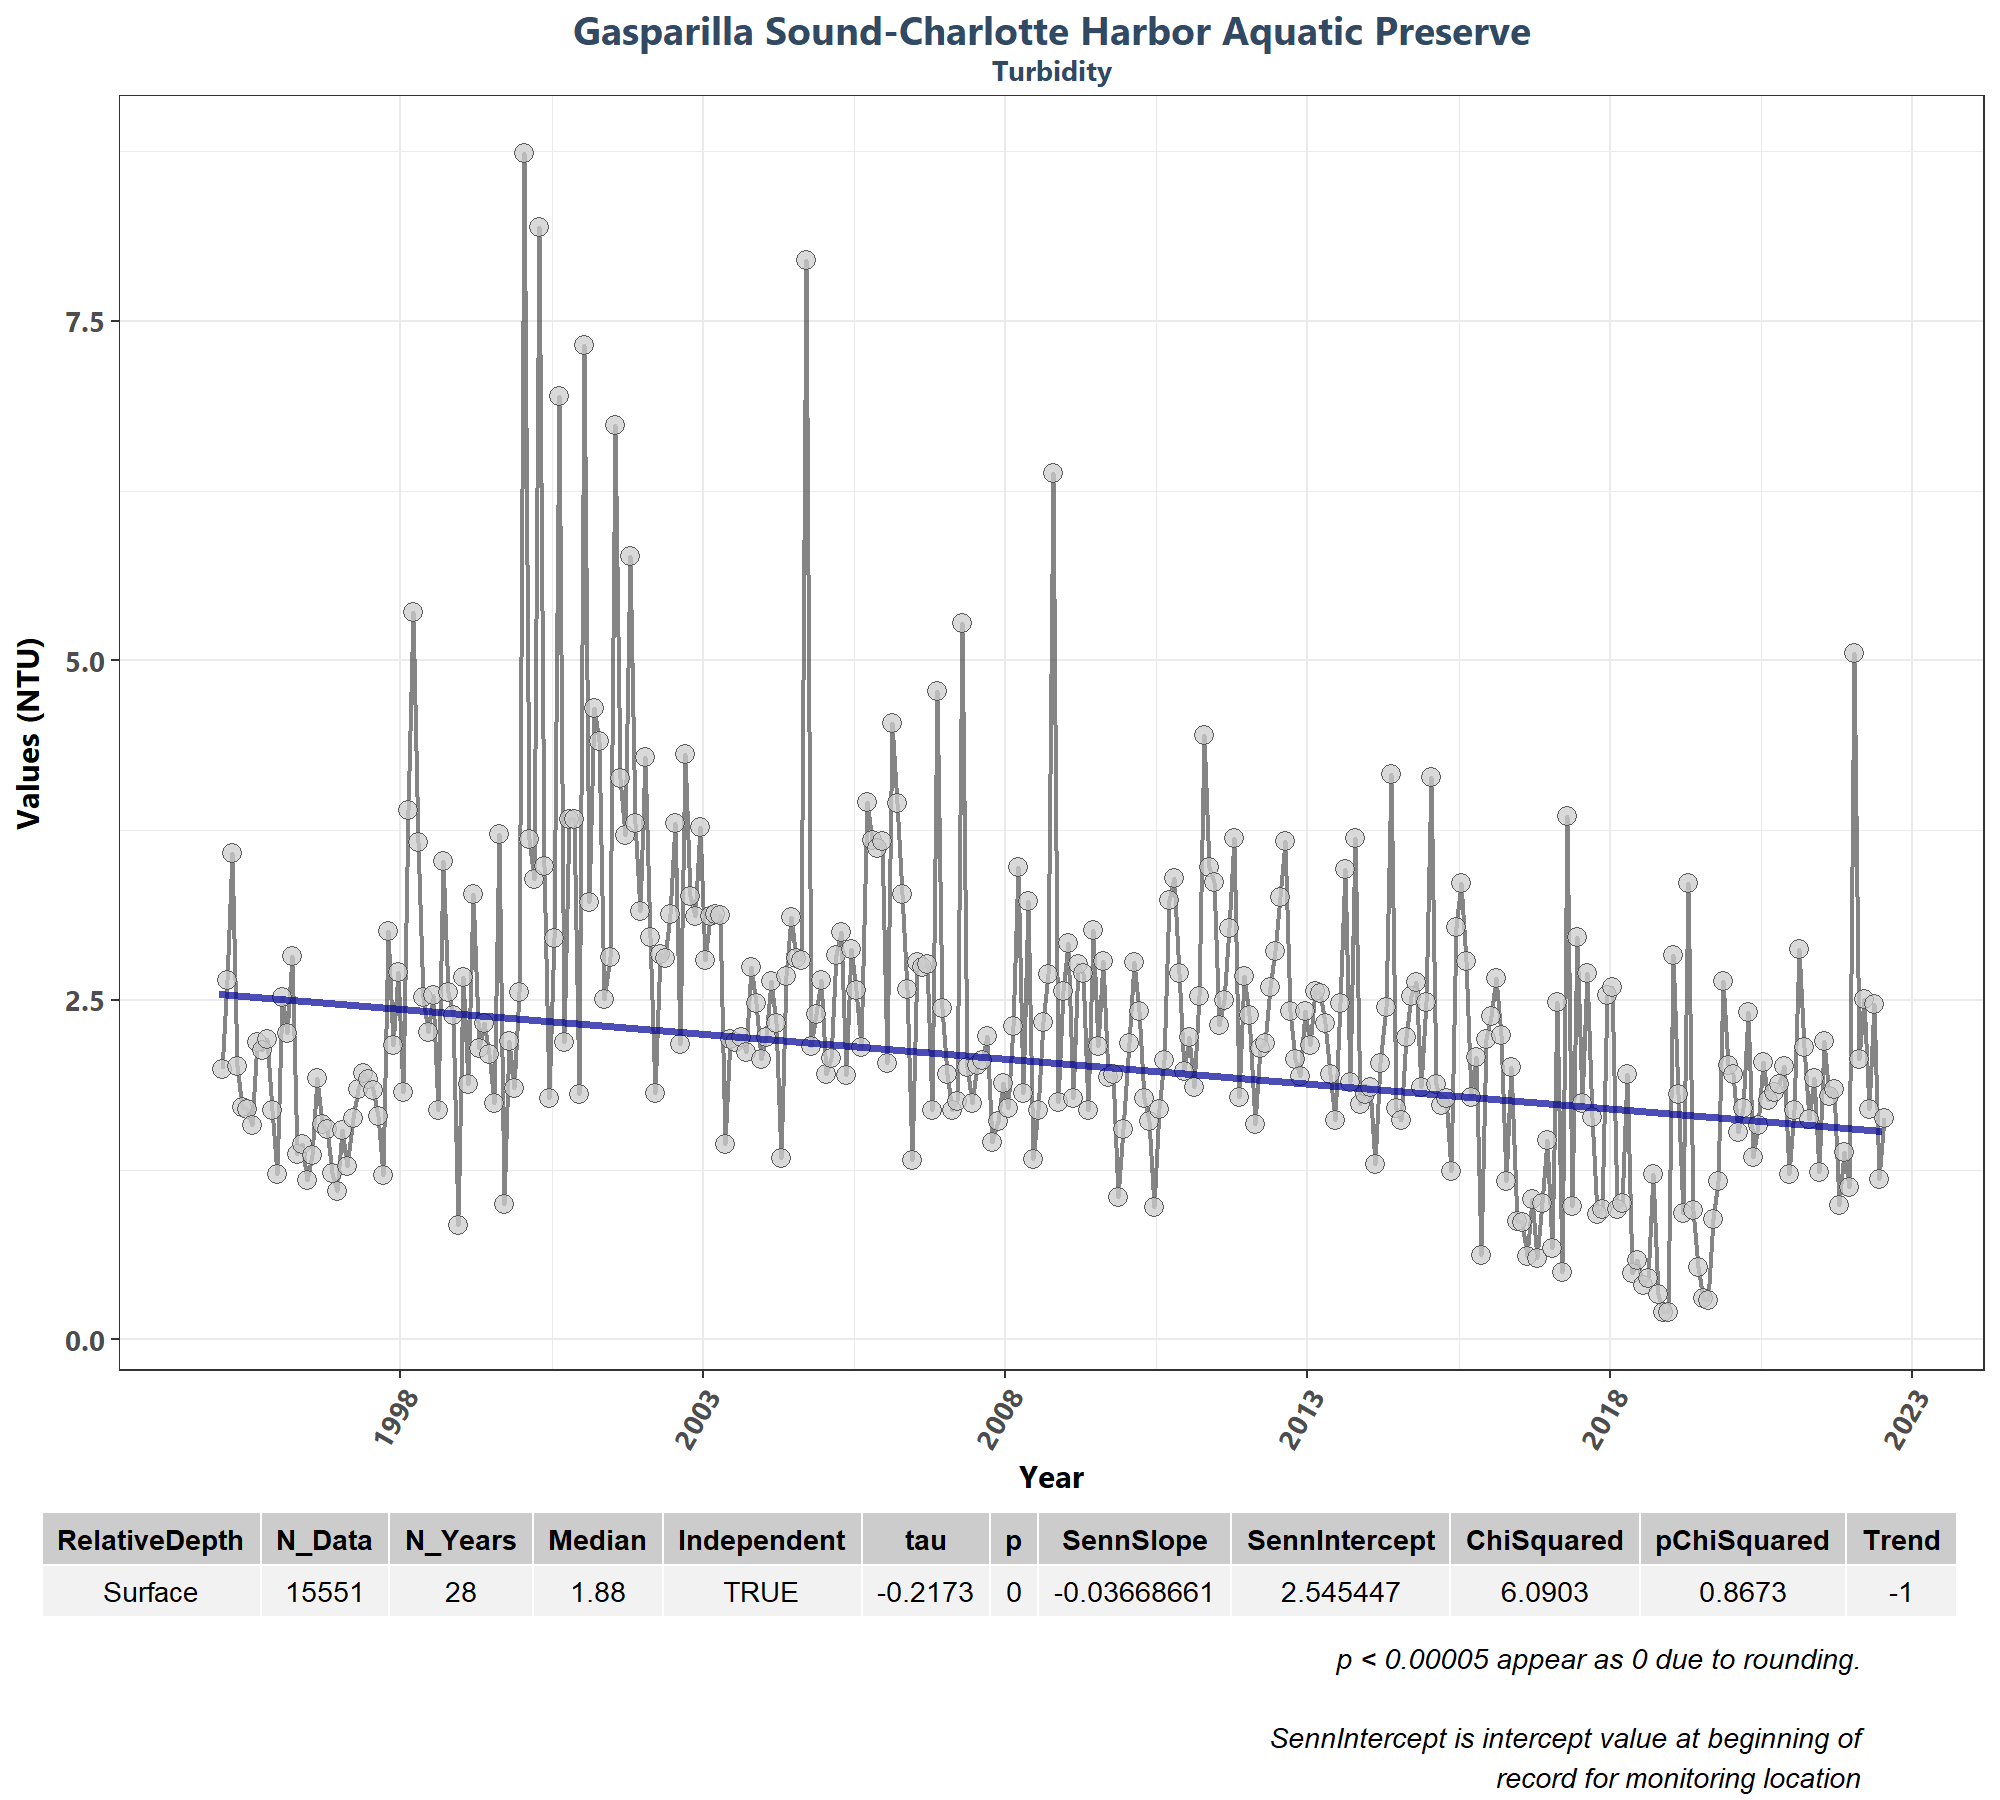 Gasparilla Sound-Charlotte Harbor Aquatic Preserve
Turbidity
Values (NTU)
7.5
5.0
2.5
0.0
1998 2003 2008 2013 2018 2023
Year
RelativeDepth N_Data N_Years Median Independent tau p SennSlope SennIntercept ChiSquared pChiSquared Trend
Surface 15551 28 1.88 TRUE -0.2173 0 -0.03668661 2.545447 6.0903 0.8673 -1
p < 0.00005 appear as 0 due to rounding.
SennIntercept is intercept value at beginning of
record for monitoring location